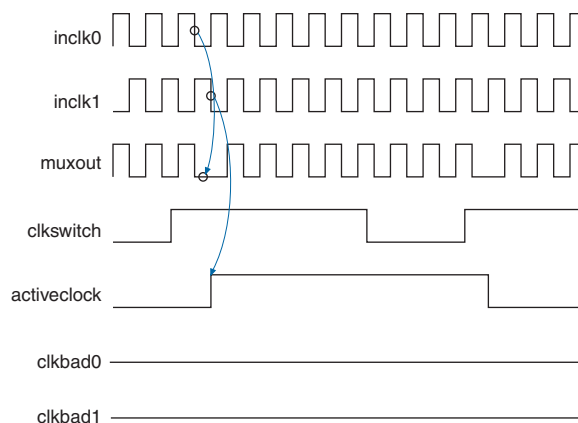 inclk0
inclk1
muxout
clkswitch
activeclock
clkbad0
clkbad1